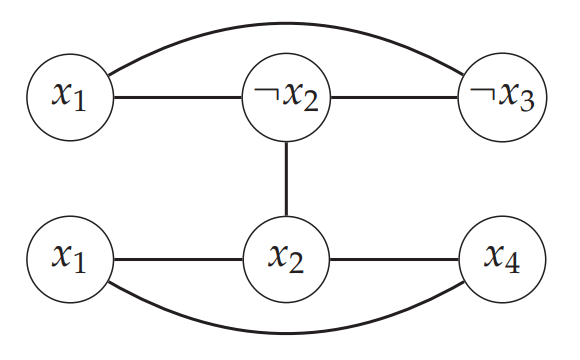 x₁ ¬x₂ ¬x₃
x₁ x₂ x₄